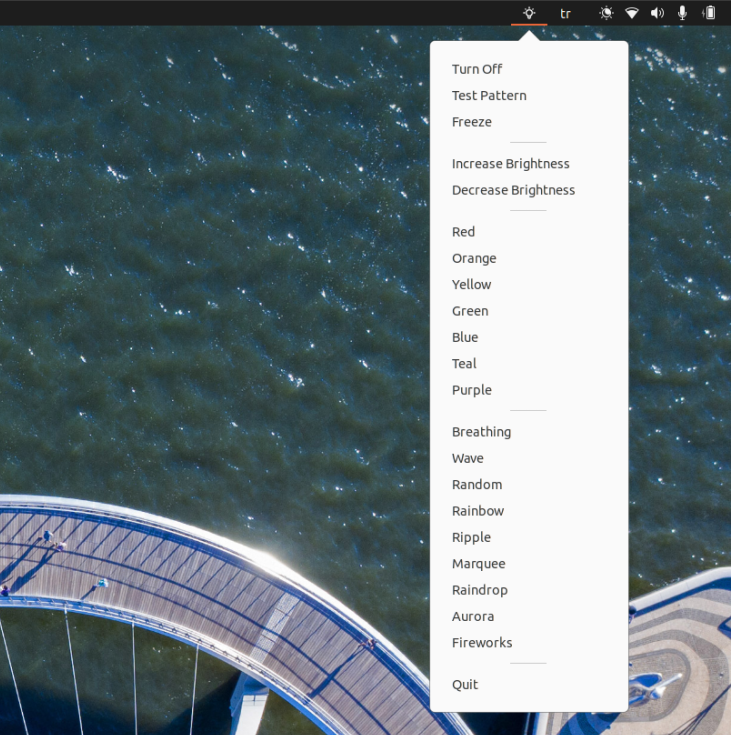 tr
Turn Off
Test Pattern
Freeze
Increase Brightness
Decrease Brightness
Red
Orange
Yellow
Green
Blue
Teal
Purple
Breathing
Wave
Random
Rainbow
Ripple
Marquee
Raindrop
Aurora
Fireworks
Quit